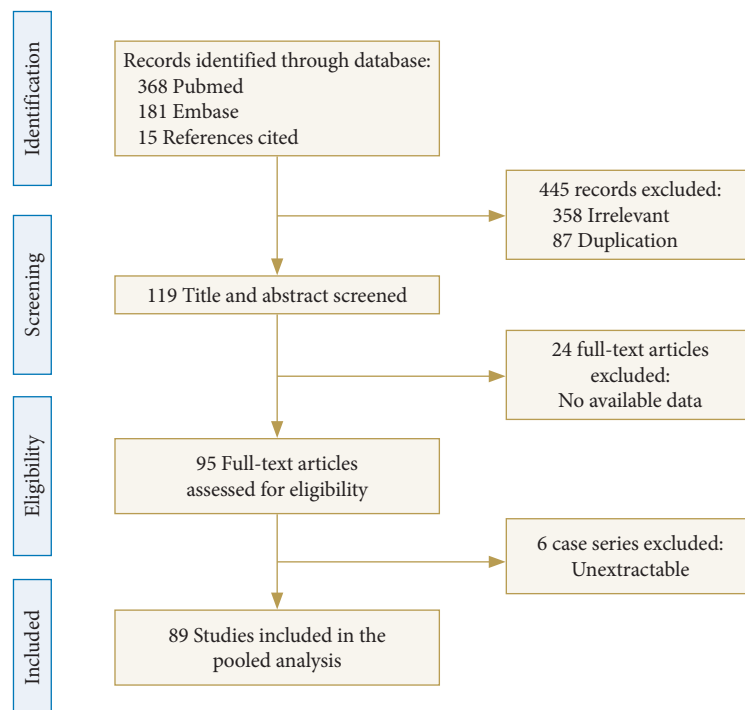 Identification
Records identified through database:
368 Pubmed
181 Embase
15 References cited
445 records excluded:
358 Irrelevant
87 Duplication
Screening
119 Title and abstract screened
24 full-text articles
excluded:
No available data
Eligibility
95 Full-text articles
assessed for eligibility
6 case series excluded:
Unextractable
Included
89 Studies included in the
pooled analysis